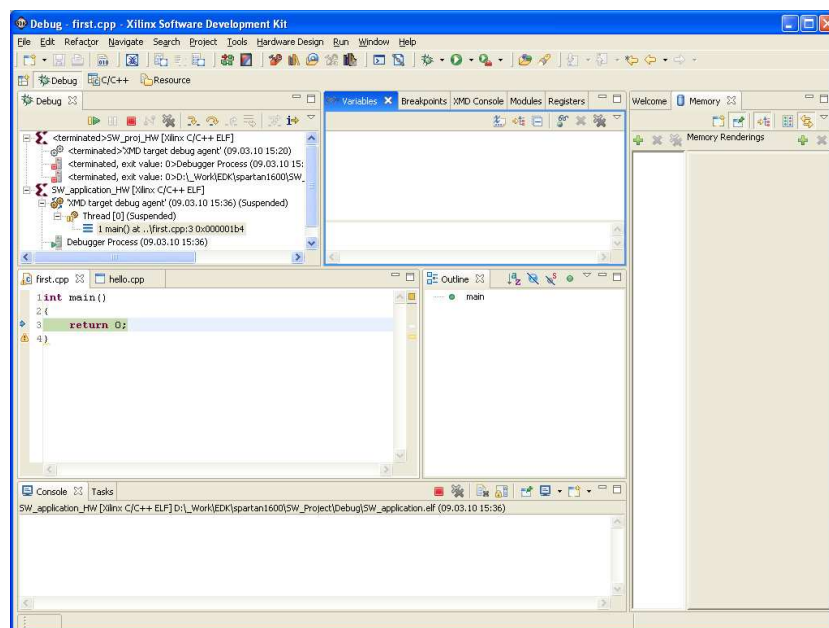 Debug - first.cpp - Xilinx Software Development Kit
File Edit Refactor Navigate Search Project Tools Hardware Design Run Window Help
Debug C/C++ Resource
Debug
Variables Breakpoints XMD Console Modules Registers
Welcome Memory
<terminated>SW_proj_HW [Xilinx C/C++ ELF]
<terminated>'XMD target debug agent' (09.03.10 15:20)
<terminated, exit value: 0>Debugger Process (09.03.10 15:
<terminated, exit value: 0>D:\_Work\EDK\spartan1600\SW_
SW_application_HW [Xilinx C/C++ ELF]
'XMD target debug agent' (09.03.10 15:36) (Suspended)
Thread [0] (Suspended)
1 main() at ..\first.cpp:3 0x000001b4
Debugger Process (09.03.10 15:36)
Memory Renderings
first.cpp hello.cpp
1 int main()
2 {
3 return 0;
4 }
Outline
main
Console Tasks
SW_application_HW [Xilinx C/C++ ELF] D:\_Work\EDK\spartan1600\SW_Project\Debug\SW_application.elf (09.03.10 15:36)